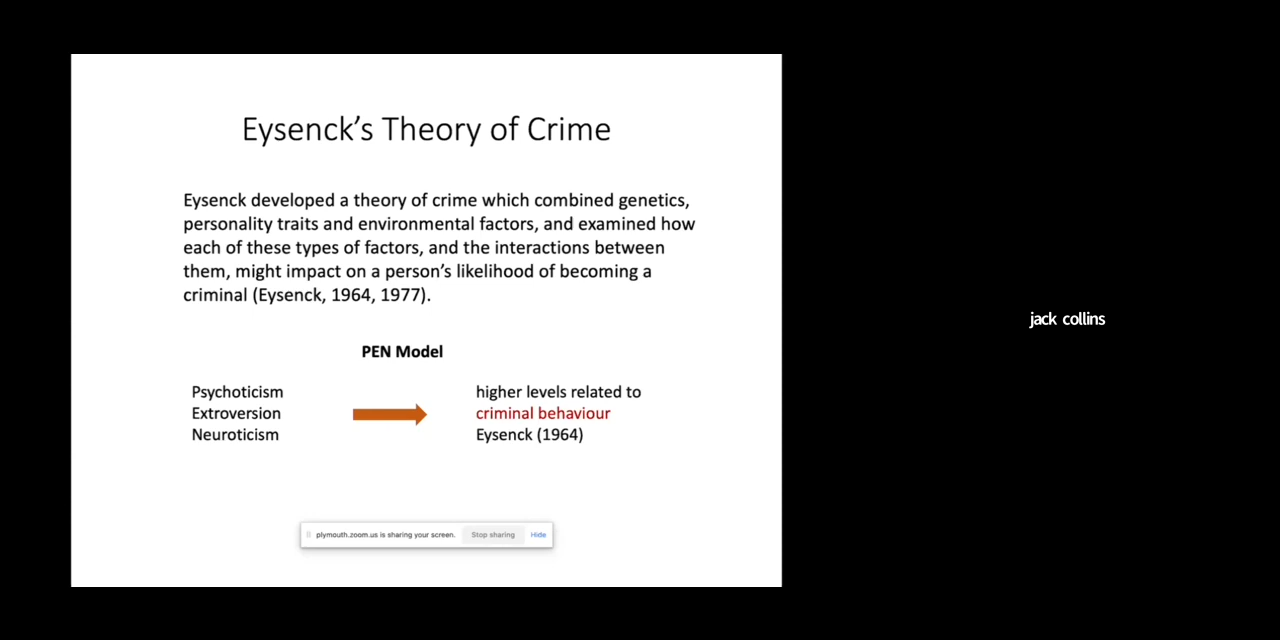 Eysenck’s Theory of Crime
Eysenck developed a theory of crime which combined genetics,
personality traits and environmental factors, and examined how
each of these types of factors, and the interactions between
them, might impact on a person’s likelihood of becoming a
criminal (Eysenck, 1964, 1977).
PEN Model
Psychoticism
Extroversion
Neuroticism
higher levels related to
criminal behaviour
Eysenck (1964)
plymouth.zoom.us is sharing your screen. Stop sharing Hide
jack collins